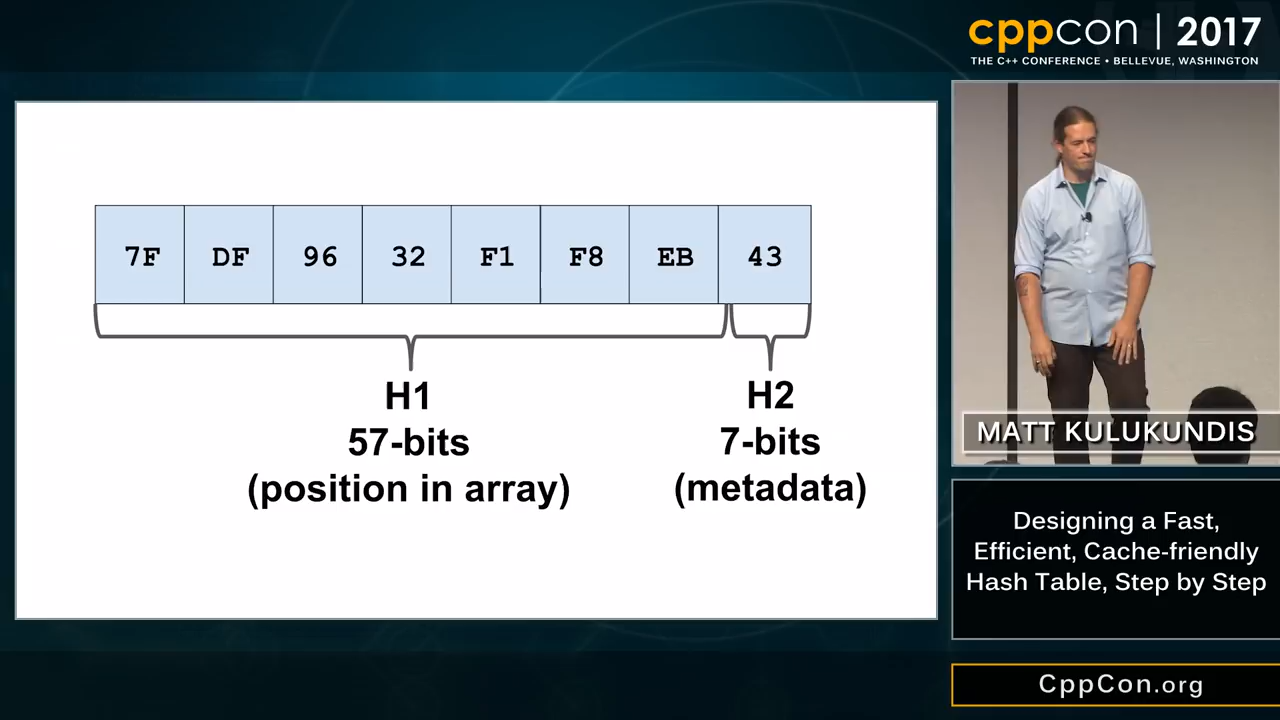 cppcon | 2017
THE C++ CONFERENCE • BELLEVUE, WASHINGTON
7F DF 96 32 F1 F8 EB 43
H1
57-bits
(position in array)
H2
7-bits
(metadata)
MATT KULUKUNDIS
Designing a Fast,
Efficient, Cache-friendly
Hash Table, Step by Step
CppCon.org